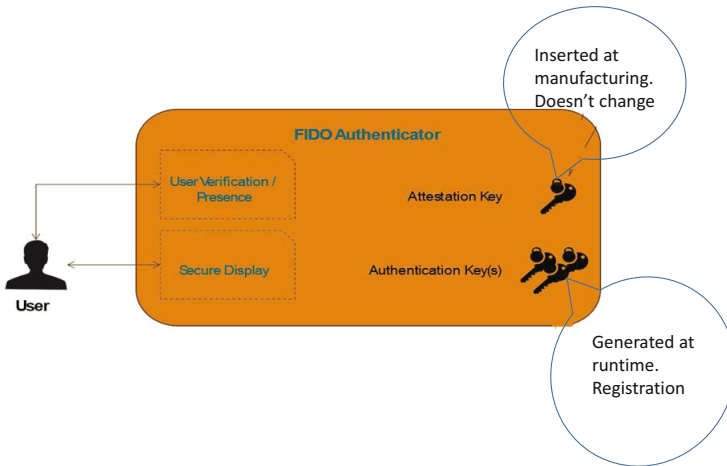 Inserted at
manufacturing.
Doesn’t change
FIDO Authenticator
User Verification /
Presence
Attestation Key
Secure Display
Authentication Key(s)
User
Generated at
runtime.
Registration